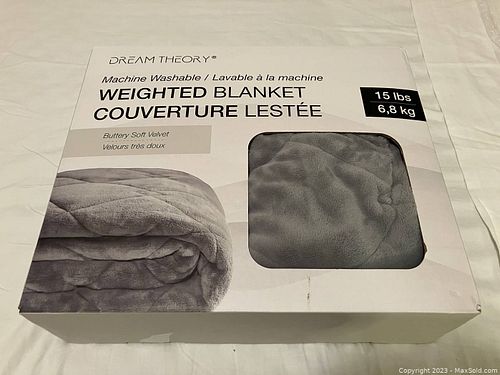 DREAM THEORY®
Machine Washable / Lavable à la machine
WEIGHTED BLANKET
COUVERTURE LESTÉE
15 lbs
6,8 kg
Buttery Soft Velvet
Velours très doux
Copyright 2023 - MaxSold.com